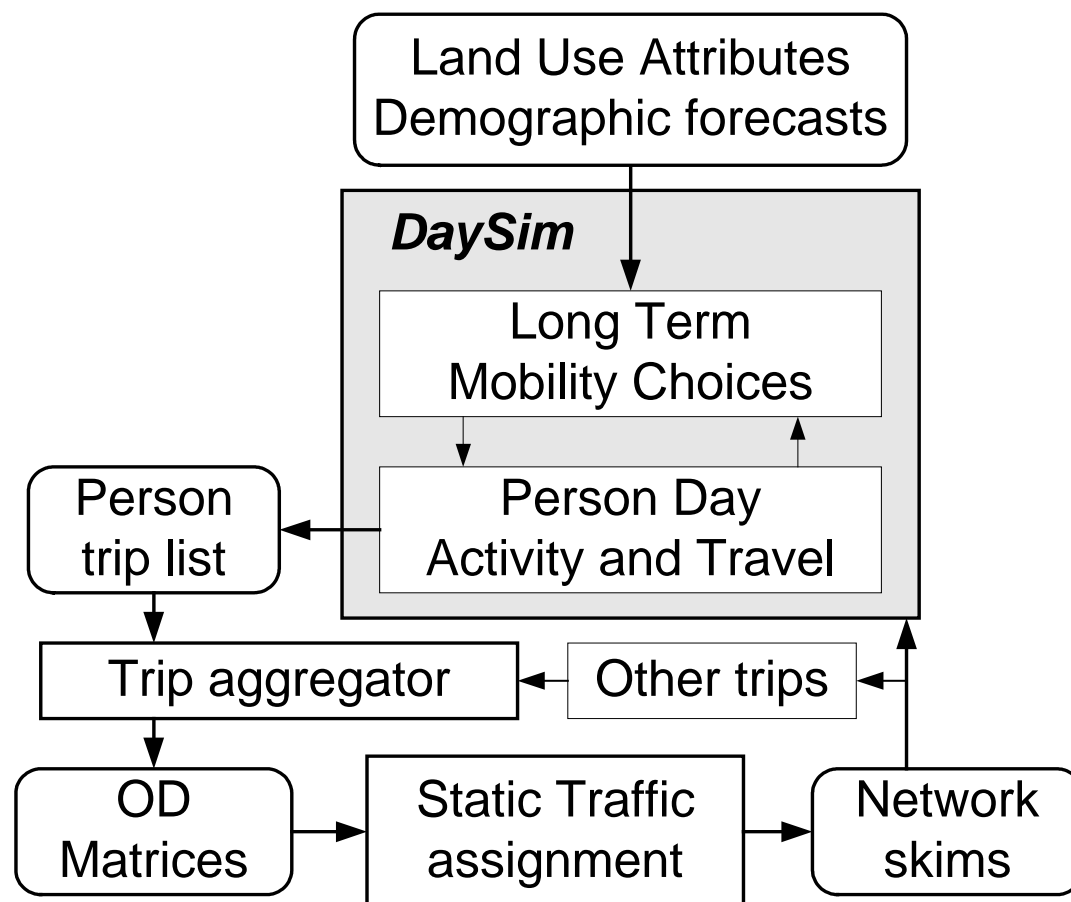 Land Use Attributes
Demographic forecasts
DaySim
Long Term
Mobility Choices
Person Day
Activity and Travel
Person
trip list
Trip aggregator
Other trips
OD
Matrices
Static Traffic
assignment
Network
skims